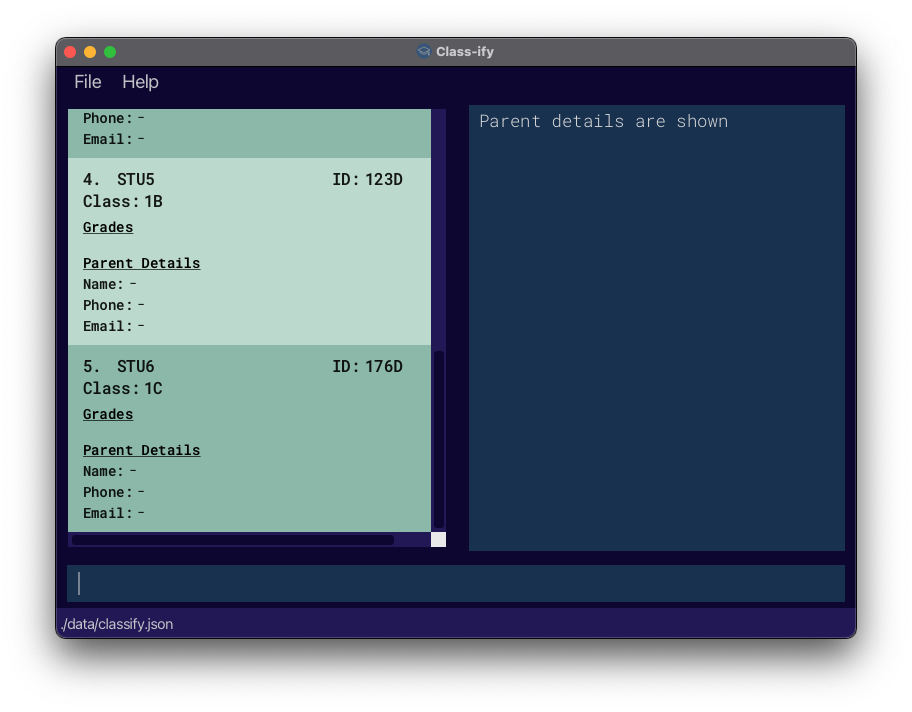 Class-ify
File Help
Phone: -
Email: -
4. STU5 ID: 123D
Class: 1B
Grades
Parent Details
Name: -
Phone: -
Email: -
5. STU6 ID: 176D
Class: 1C
Grades
Parent Details
Name: -
Phone: -
Email: -
Parent details are shown
./data/classify.json